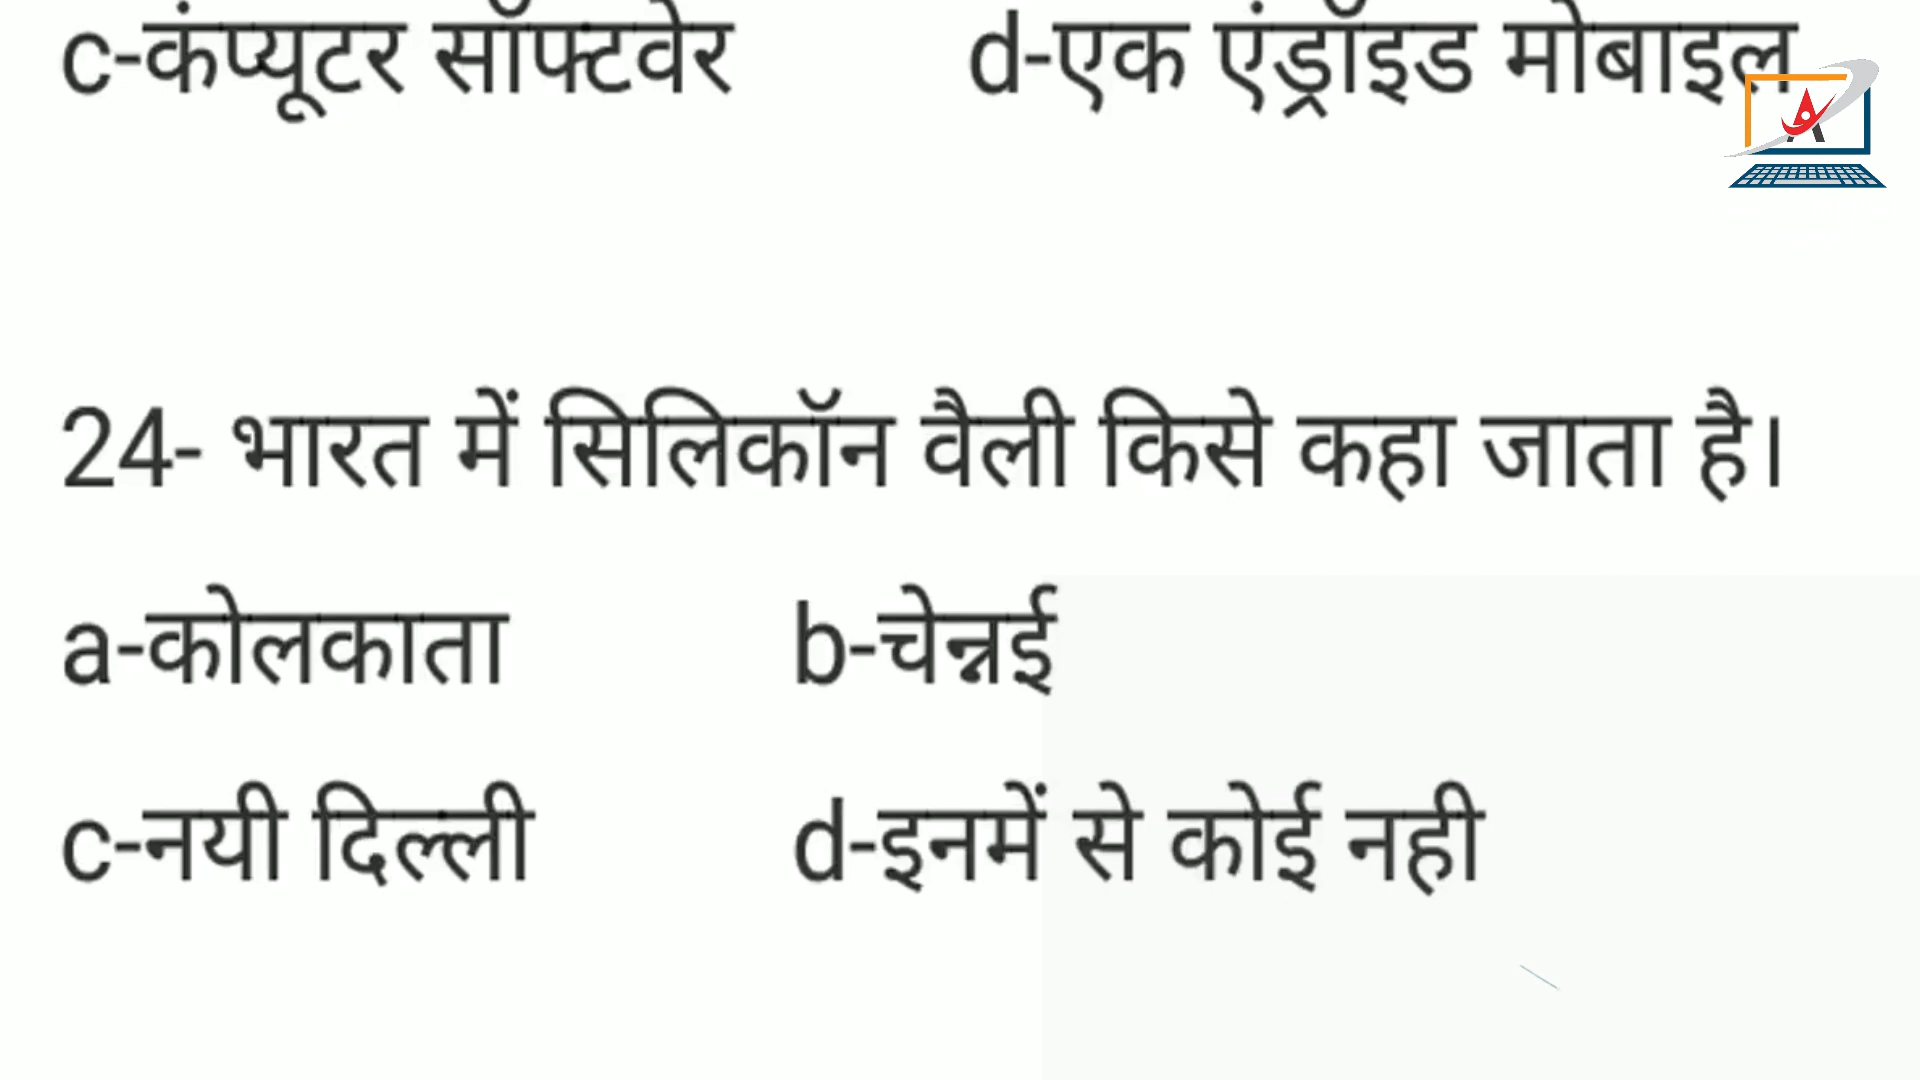 c-कंप्यूटर सॉफ्टवेर d-एक एंड्रॉइड मोबाइल
24- भारत में सिलिकॉन वैली किसे कहा जाता है।
a-कोलकाता b-चेन्नई
c-नयी दिल्ली d-इनमें से कोई नही